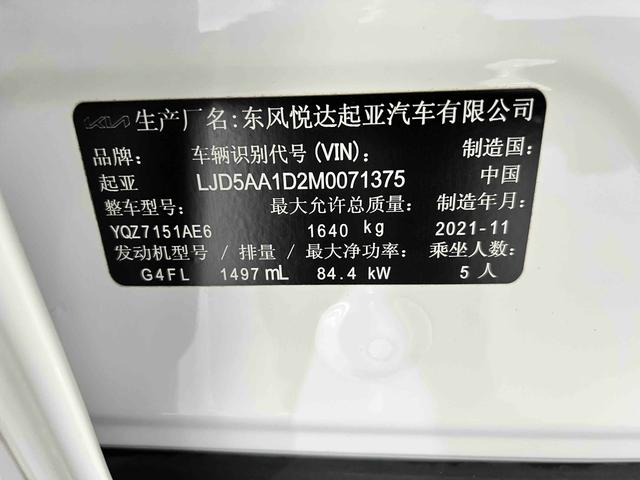 KIA 生产厂名:东风悦达起亚汽车有限公司
品牌: 车辆识别代号(VIN): 制造国:
起亚 LJD5AA1D2M0071375 中国
整车型号: 最大允许总质量: 制造年月:
YQZ7151AE6 1640 kg 2021-11
发动机型号 / 排量 / 最大净功率: 乘坐人数:
G4FL 1497 mL 84.4 kW 5 人